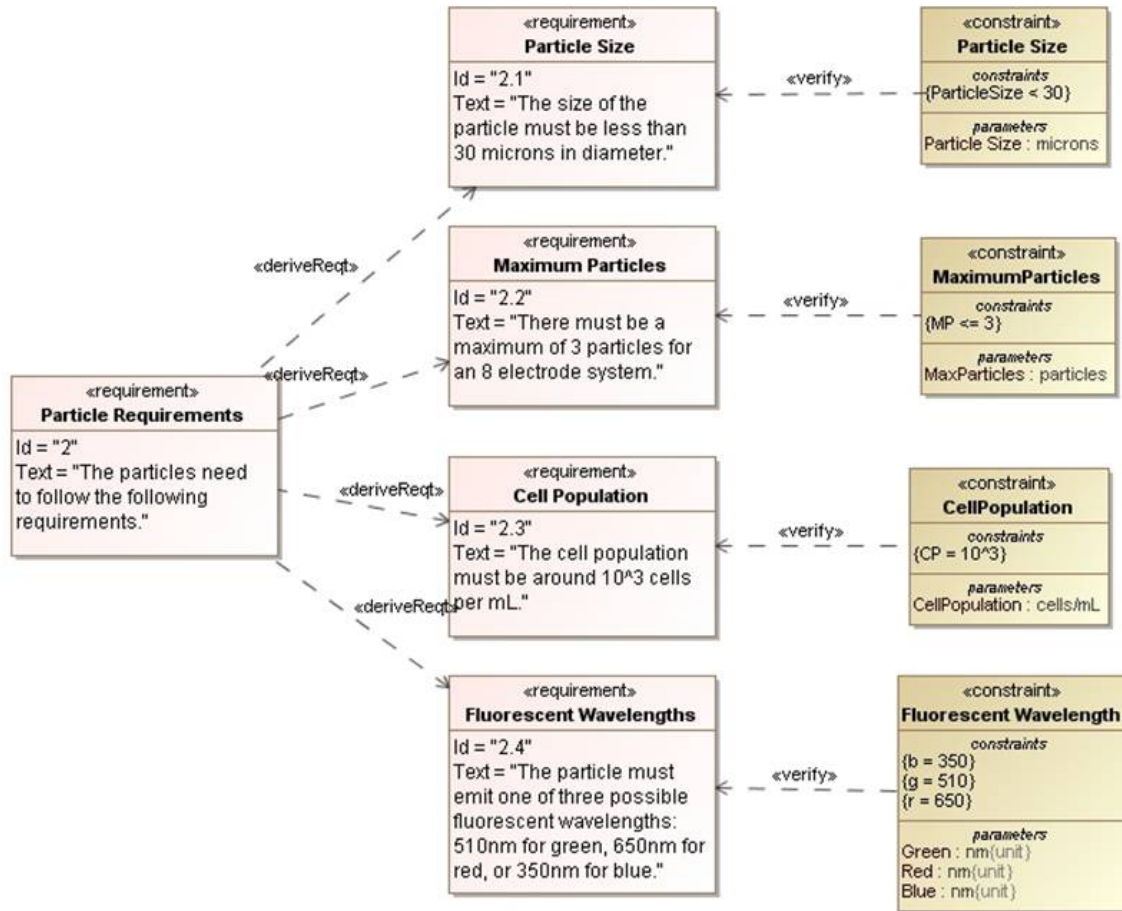 «requirement»
Particle Size
Id = "2.1"
Text = "The size of the
particle must be less than
30 microns in diameter."
«verify»
«constraint»
Particle Size
constraints
{ParticleSize < 30}
parameters
Particle Size : microns
«deriveReqt»
«requirement»
Maximum Particles
Id = "2.2"
Text = "There must be a
maximum of 3 particles for
an 8 electrode system."
«verify»
«constraint»
MaximumParticles
constraints
{MP <= 3}
parameters
MaxParticles : particles
«deriveReqt»
«requirement»
Particle Requirements
Id = "2"
Text = "The particles need
to follow the following
requirements."
«deriveReqt»
«requirement»
Cell Population
Id = "2.3"
Text = "The cell population
must be around 10^3 cells
per mL."
«verify»
«constraint»
CellPopulation
constraints
{CP = 10^3}
parameters
CellPopulation : cells/mL
«deriveReqt»
«requirement»
Fluorescent Wavelengths
Id = "2.4"
Text = "The particle must
emit one of three possible
fluorescent wavelengths:
510nm for green, 650nm for
red, or 350nm for blue."
«verify»
«constraint»
Fluorescent Wavelength
constraints
{b = 350}
{g = 510}
{r = 650}
parameters
Green : nm{unit}
Red : nm{unit}
Blue : nm{unit}